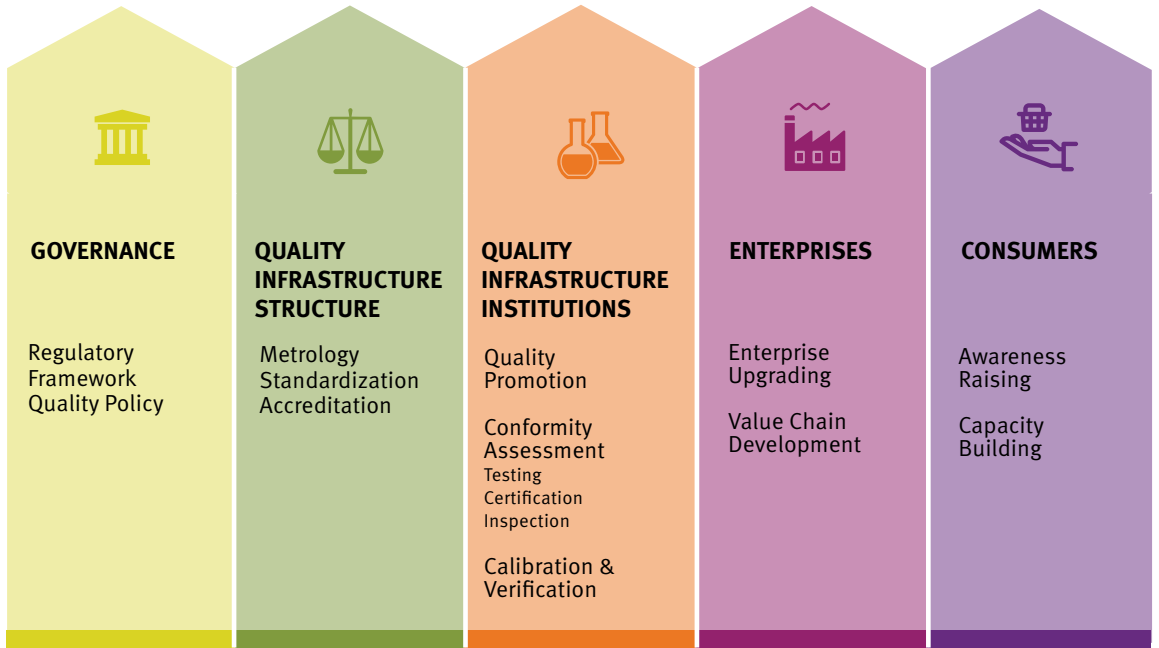 GOVERNANCE
Regulatory
Framework
Quality Policy
QUALITY
INFRASTRUCTURE
STRUCTURE
Metrology
Standardization
Accreditation
QUALITY
INFRASTRUCTURE
INSTITUTIONS
Quality
Promotion
Conformity
Assessment
Testing
Certification
Inspection
Calibration &
Verification
ENTERPRISES
Enterprise
Upgrading
Value Chain
Development
CONSUMERS
Awareness
Raising
Capacity
Building